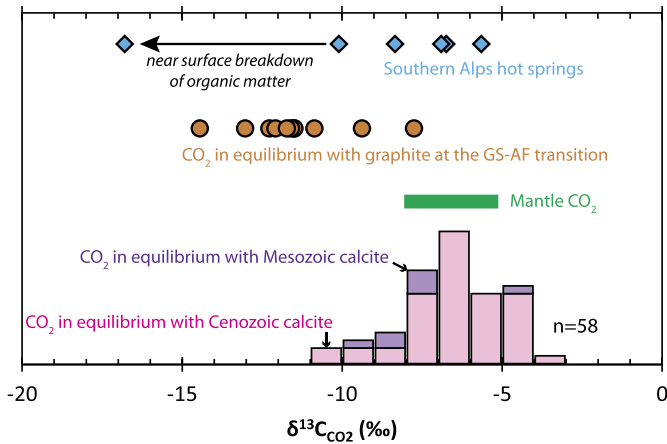 near surface breakdown
of organic matter
Southern Alps hot springs
CO2 in equilibrium with graphite at the GS-AF transition
Mantle CO2
CO2 in equilibrium with Mesozoic calcite
CO2 in equilibrium with Cenozoic calcite
n=58
-20 -15 -10 -5 0
δ13CCO2 (‰)